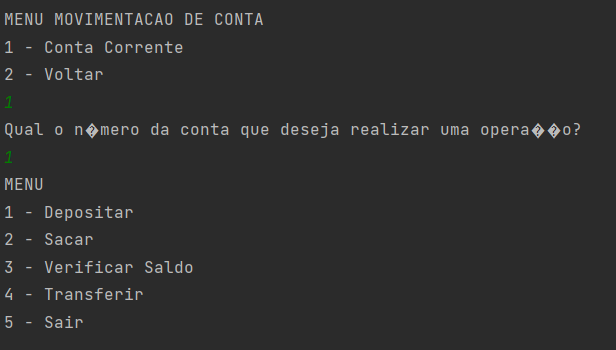 MENU MOVIMENTACAO DE CONTA
1 - Conta Corrente
2 - Voltar
1
Qual o n�mero da conta que deseja realizar uma opera��o?
1
MENU
1 - Depositar
2 - Sacar
3 - Verificar Saldo
4 - Transferir
5 - Sair